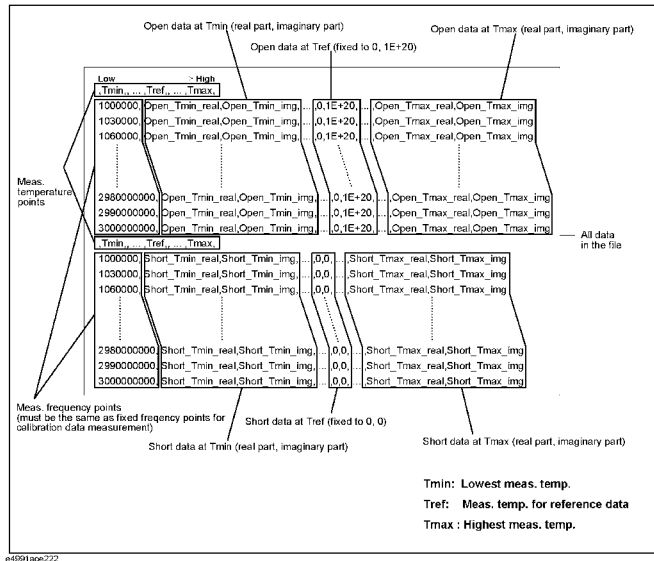 Open data at Tmin (real part, imaginary part)
Open data at Tmax (real part, imaginary part)
Open data at Tref (fixed to 0, 1E+20)
Low > High
,Tmin,, ... ,Tref,, ... ,Tmax,
1000000, Open_Tmin_real,Open_Tmin_img, ... ,0,1E+20, ... ,Open_Tmax_real,Open_Tmax_img
1030000, Open_Tmin_real,Open_Tmin_img, ... ,0,1E+20, ... ,Open_Tmax_real,Open_Tmax_img
1060000, Open_Tmin_real,Open_Tmin_img, ... ,0,1E+20, ... ,Open_Tmax_real,Open_Tmax_img
Meas.
temperature
points
2980000000, Open_Tmin_real,Open_Tmin_img, ... ,0,1E+20, ... ,Open_Tmax_real,Open_Tmax_img
2990000000, Open_Tmin_real,Open_Tmin_img, ... ,0,1E+20, ... ,Open_Tmax_real,Open_Tmax_img
3000000000, Open_Tmin_real,Open_Tmin_img, ... ,0,1E+20, ... ,Open_Tmax_real,Open_Tmax_img
All data
in the file
,Tmin,, ... ,Tref,, ... ,Tmax,
1000000, Short_Tmin_real,Short_Tmin_img, ... ,0,0, ... ,Short_Tmax_real,Short_Tmax_img
1030000, Short_Tmin_real,Short_Tmin_img, ... ,0,0, ... ,Short_Tmax_real,Short_Tmax_img
1060000, Short_Tmin_real,Short_Tmin_img, ... ,0,0, ... ,Short_Tmax_real,Short_Tmax_img
2980000000, Short_Tmin_real,Short_Tmin_img, ... ,0,0, ... ,Short_Tmax_real,Short_Tmax_img
2990000000, Short_Tmin_real,Short_Tmin_img, ... ,0,0, ... ,Short_Tmax_real,Short_Tmax_img
3000000000, Short_Tmin_real,Short_Tmin_img, ... ,0,0, ... ,Short_Tmax_real,Short_Tmax_img
Meas. frequency points
(must be the same as fixed freqency points for
calibration data measurement)
Short data at Tref (fixed to 0, 0)
Short data at Tmin (real part, imaginary part)
Short data at Tmax (real part, imaginary part)
Tmin: Lowest meas. temp.
Tref: Meas. temp. for reference data
Tmax : Highest meas. temp.
e4991aoe222